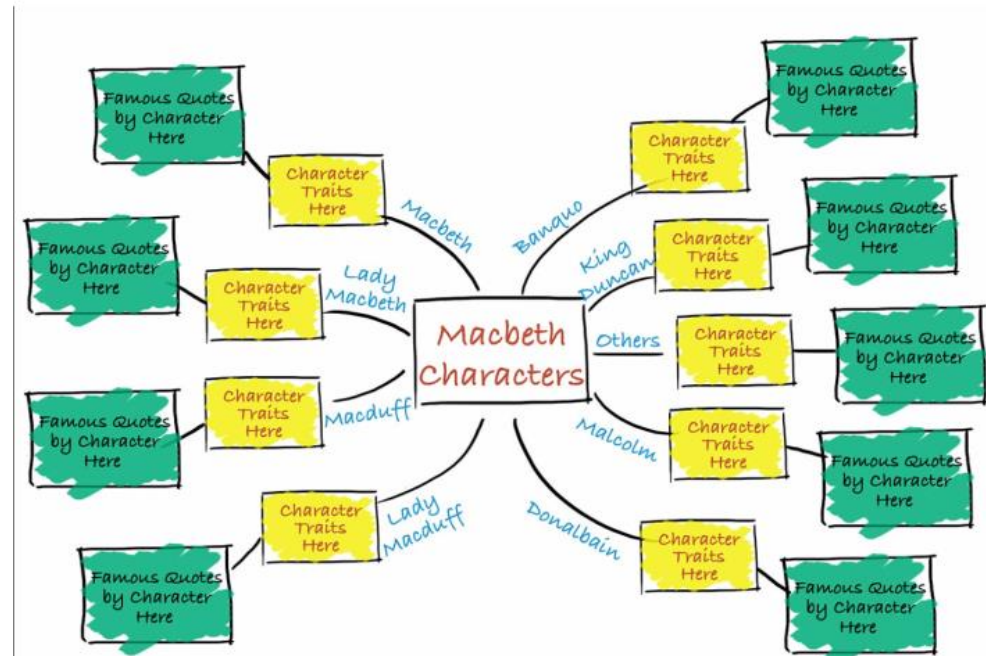 Famous Quotes
by Character
Here
Character
Traits
Here
Macbeth
Famous Quotes
by Character
Here
Character
Traits
Here
Lady
Macbeth
Famous Quotes
by Character
Here
Character
Traits
Here
Macduff
Famous Quotes
by Character
Here
Character
Traits
Here
Lady
Macduff
Macbeth
Characters
Banquo
Character
Traits
Here
Famous Quotes
by Character
Here
King
Duncan
Character
Traits
Here
Famous Quotes
by Character
Here
Others
Character
Traits
Here
Famous Quotes
by Character
Here
Malcolm
Character
Traits
Here
Famous Quotes
by Character
Here
Donalbain
Character
Traits
Here
Famous Quotes
by Character
Here